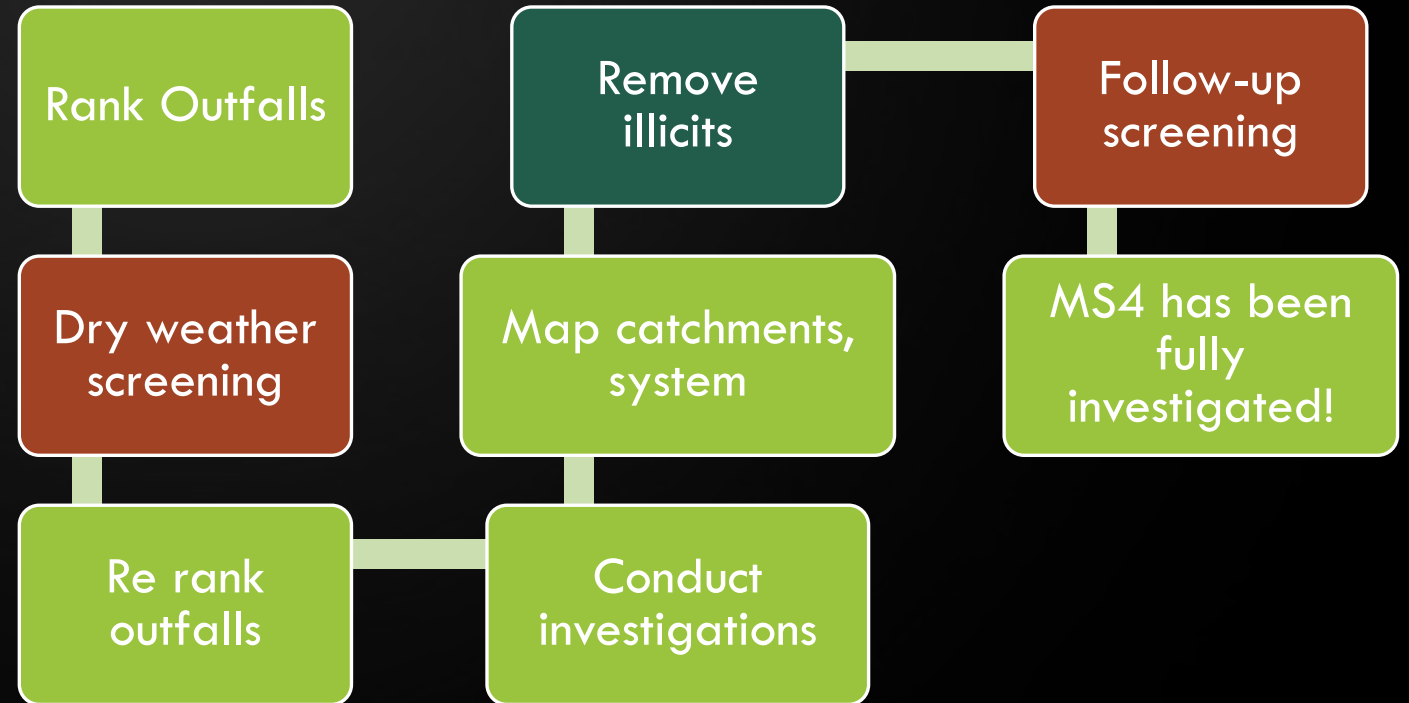 Rank Outfalls
Dry weather
screening
Re rank
outfalls
Conduct
investigations
Map catchments,
system
Remove
illicits
Follow-up
screening
MS4 has been
fully
investigated!